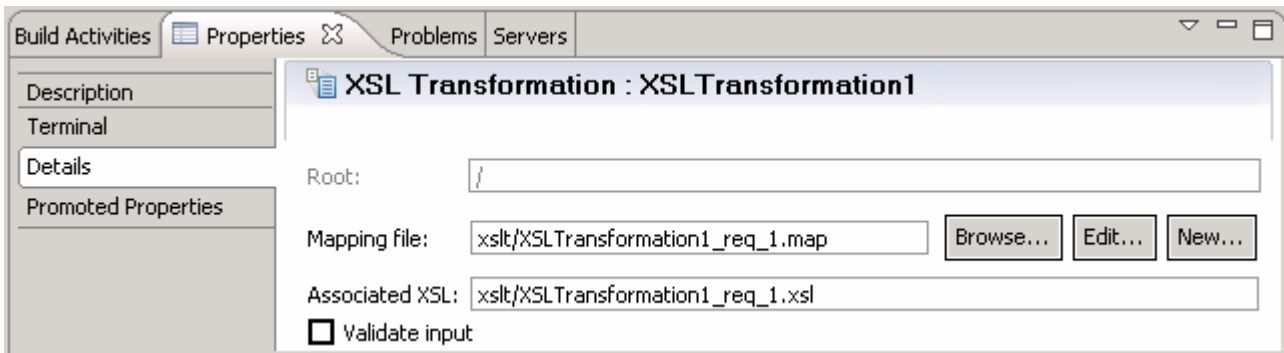 Build Activities Properties Problems Servers
XSL Transformation : XSLTransformation1
Description
Terminal
Details
Promoted Properties
Root: /
Mapping file: xslt/XSLTransformation1_req_1.map Browse... Edit... New...
Associated XSL: xslt/XSLTransformation1_req_1.xsl
Validate input